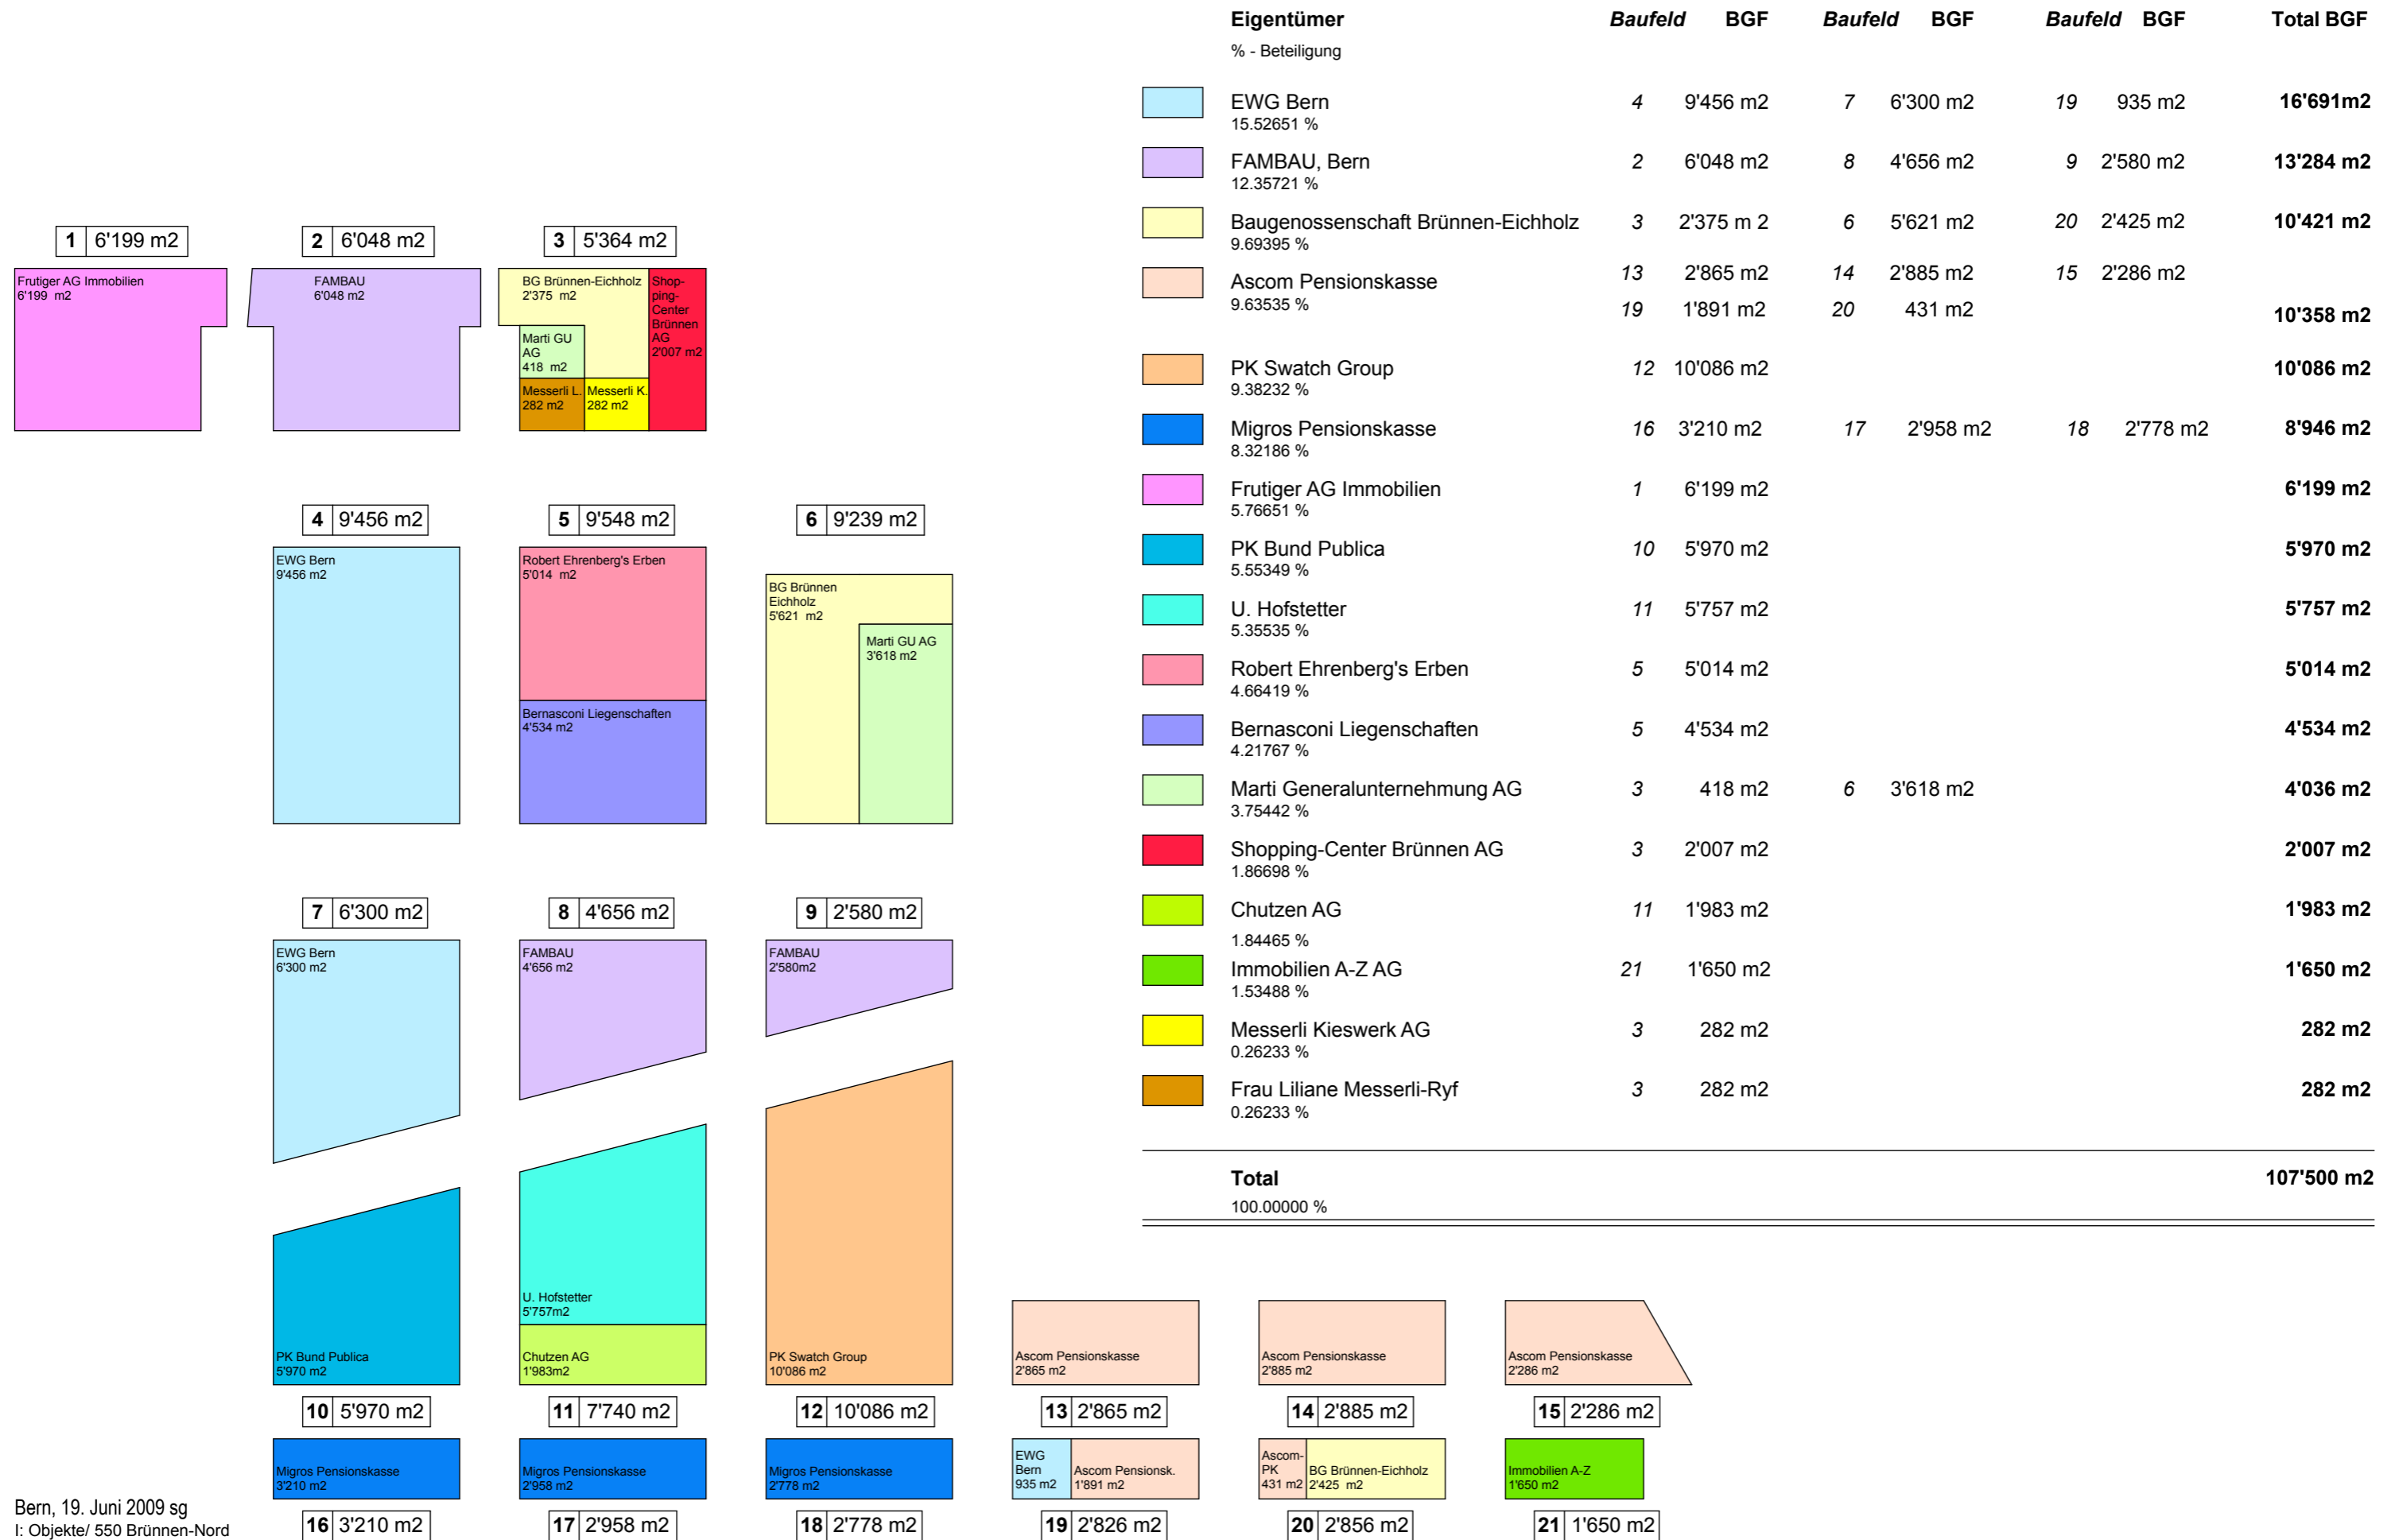 Eigentümer Baufeld BGF Baufeld BGF Baufeld BGF Total BGF
% - Beteiligung
EWG Bern 4 9'456 m2 7 6'300 m2 19 935 m2 16'691m2
15.52651 %
FAMBAU, Bern 2 6'048 m2 8 4'656 m2 9 2'580 m2 13'284 m2
12.35721 %
Baugenossenschaft Brünnen-Eichholz 3 2'375 m 2 6 5'621 m2 20 2'425 m2 10'421 m2
9.69395 %
Ascom Pensionskasse 13 2'865 m2 14 2'885 m2 15 2'286 m2
9.63535 % 19 1'891 m2 20 431 m2 10'358 m2
PK Swatch Group 12 10'086 m2 10'086 m2
9.38232 %
Migros Pensionskasse 16 3'210 m2 17 2'958 m2 18 2'778 m2 8'946 m2
8.32186 %
Frutiger AG Immobilien 1 6'199 m2 6'199 m2
5.76651 %
PK Bund Publica 10 5'970 m2 5'970 m2
5.55349 %
U. Hofstetter 11 5'757 m2 5'757 m2
5.35535 %
Robert Ehrenberg's Erben 5 5'014 m2 5'014 m2
4.66419 %
Bernasconi Liegenschaften 5 4'534 m2 4'534 m2
4.21767 %
Marti Generalunternehmung AG 3 418 m2 6 3'618 m2 4'036 m2
3.75442 %
Shopping-Center Brünnen AG 3 2'007 m2 2'007 m2
1.86698 %
Chutzen AG 11 1'983 m2 1'983 m2
1.84465 %
Immobilien A-Z AG 21 1'650 m2 1'650 m2
1.53488 %
Messerli Kieswerk AG 3 282 m2 282 m2
0.26233 %
Frau Liliane Messerli-Ryf 3 282 m2 282 m2
0.26233 %
Total 107'500 m2
100.00000 %
1 6'199 m2
Frutiger AG Immobilien
6'199 m2
2 6'048 m2
FAMBAU
6'048 m2
3 5'364 m2
BG Brünnen-Eichholz
2'375 m2
Shop-
ping-
Center
Brünnen
AG
2'007 m2
Marti GU
AG
418 m2
Messerli L.
282 m2
Messerli K.
282 m2
4 9'456 m2
EWG Bern
9'456 m2
5 9'548 m2
Robert Ehrenberg's Erben
5'014 m2
Bernasconi Liegenschaften
4'534 m2
6 9'239 m2
BG Brünnen
Eichholz
5'621 m2
Marti GU AG
3'618 m2
7 6'300 m2
EWG Bern
6'300 m2
8 4'656 m2
FAMBAU
4'656 m2
9 2'580 m2
FAMBAU
2'580m2
PK Bund Publica
5'970 m2
10 5'970 m2
U. Hofstetter
5'757m2
Chutzen AG
1'983m2
11 7'740 m2
PK Swatch Group
10'086 m2
12 10'086 m2
Ascom Pensionskasse
2'865 m2
13 2'865 m2
Ascom Pensionskasse
2'885 m2
14 2'885 m2
Ascom Pensionskasse
2'286 m2
15 2'286 m2
Migros Pensionskasse
3'210 m2
16 3'210 m2
Migros Pensionskasse
2'958 m2
17 2'958 m2
Migros Pensionskasse
2'778 m2
18 2'778 m2
EWG
Bern
935 m2
Ascom Pensionsk.
1'891 m2
19 2'826 m2
Ascom-
PK
431 m2
BG Brünnen-Eichholz
2'425 m2
20 2'856 m2
Immobilien A-Z
1'650 m2
21 1'650 m2
Bern, 19. Juni 2009 sg
I: Objekte/ 550 Brünnen-Nord